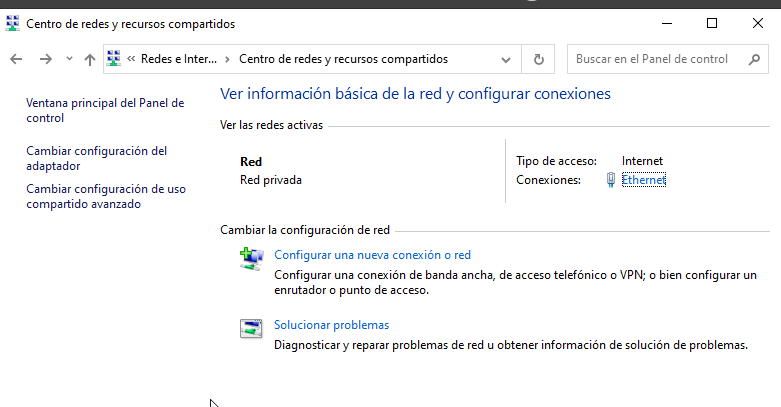 Centro de redes y recursos compartidos
Redes e Inter... Centro de redes y recursos compartidos
Buscar en el Panel de control
Ventana principal del Panel de
control
Cambiar configuración del
adaptador
Cambiar configuración de uso
compartido avanzado
Ver información básica de la red y configurar conexiones
Ver las redes activas
Red
Red privada
Tipo de acceso: Internet
Conexiones: Ethernet
Cambiar la configuración de red
Configurar una nueva conexión o red
Configurar una conexión de banda ancha, de acceso telefónico o VPN; o bien configurar un
enrutador o punto de acceso.
Solucionar problemas
Diagnosticar y reparar problemas de red u obtener información de solución de problemas.